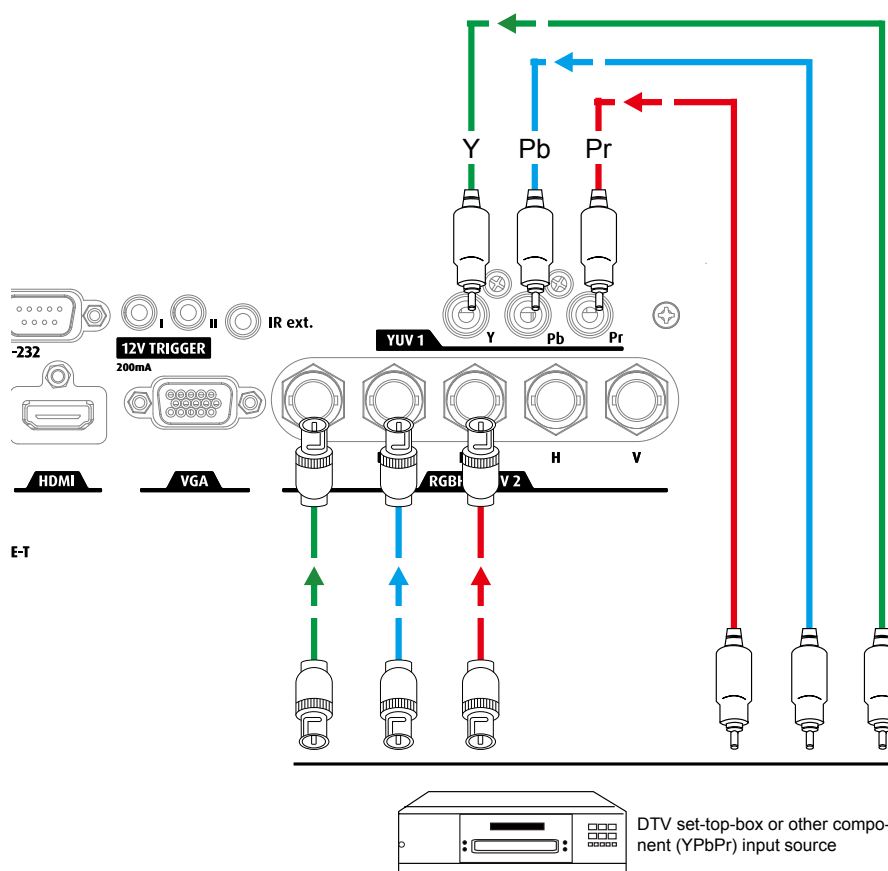 Y Pb Pr
I II IR ext.
YUV 1 Y Pb Pr
-232
12V TRIGGER
200mA
H V
HDMI VGA V 2
E-T
DTV set-top-box or other compo-
nent (YPbPr) input source